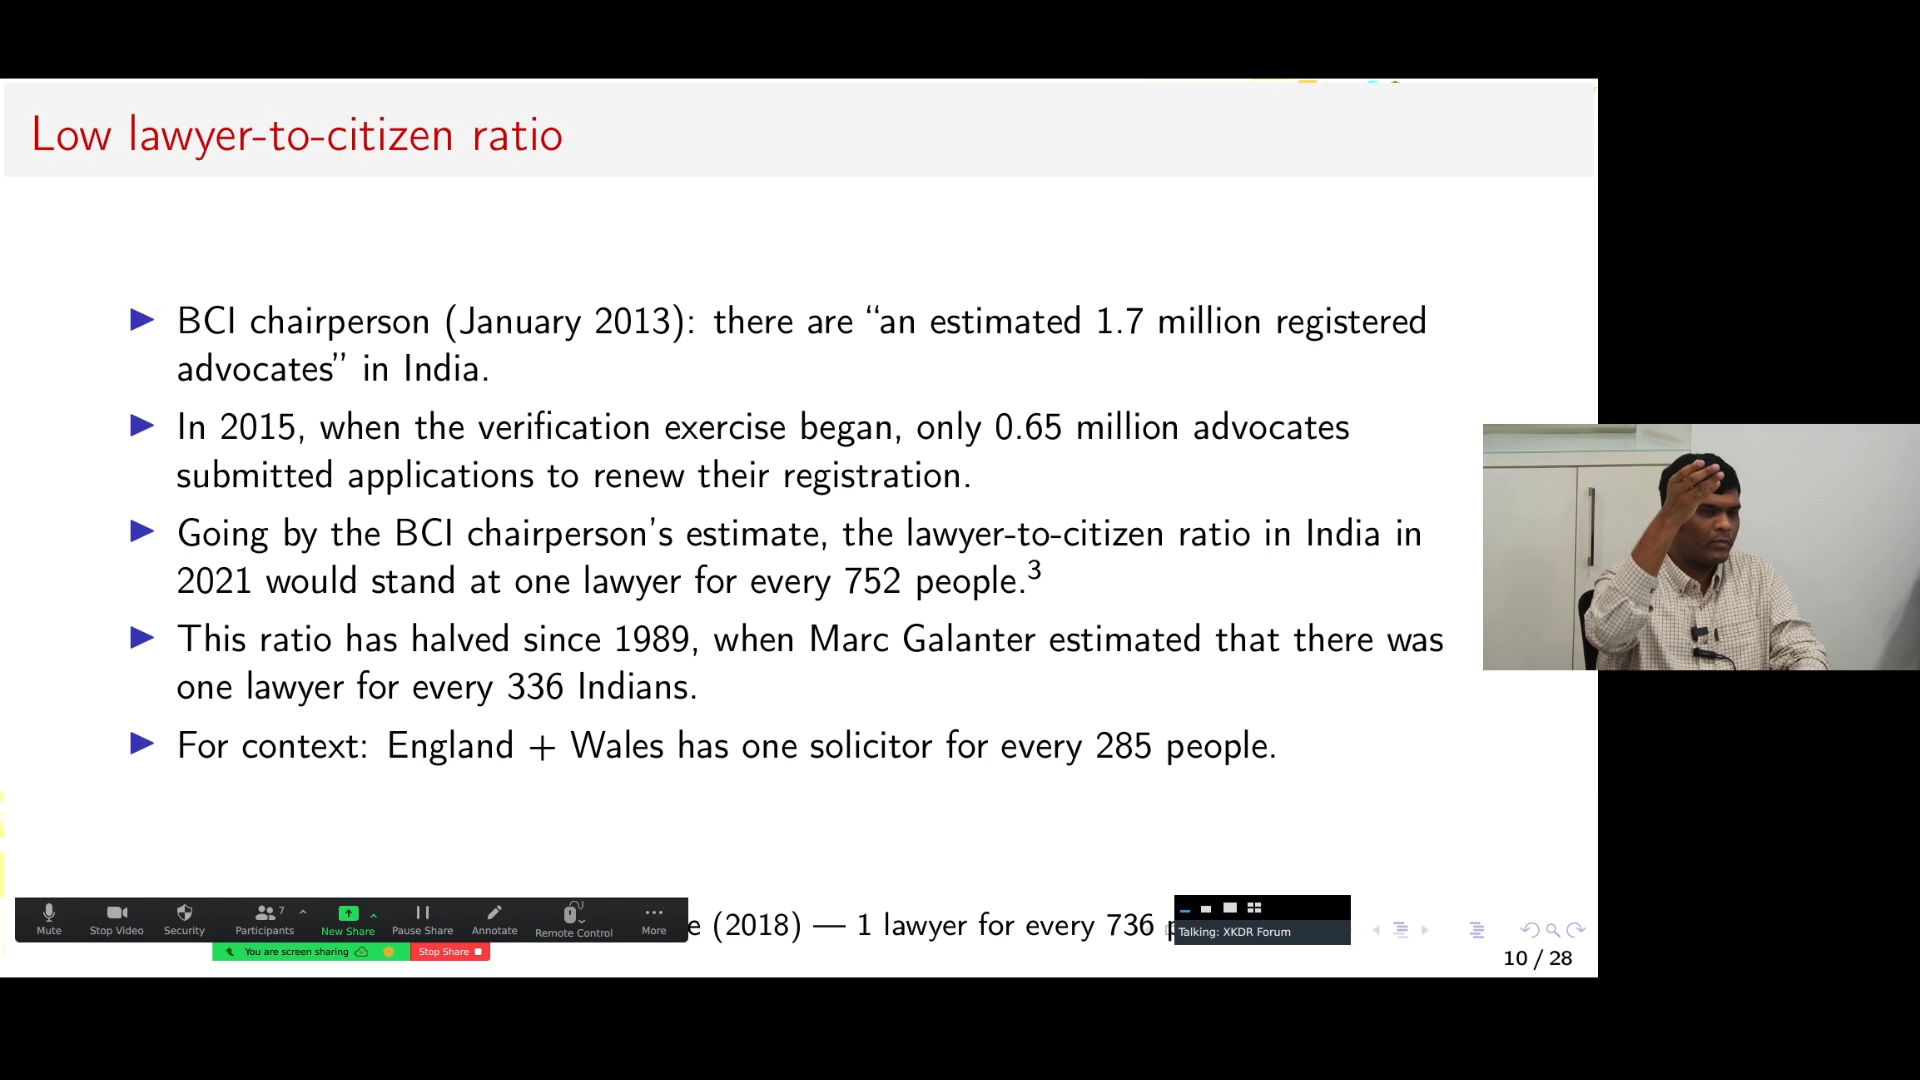 Low lawyer-to-citizen ratio
▶ BCI chairperson (January 2013): there are “an estimated 1.7 million registered
advocates” in India.
▶ In 2015, when the verification exercise began, only 0.65 million advocates
submitted applications to renew their registration.
▶ Going by the BCI chairperson’s estimate, the lawyer-to-citizen ratio in India in
2021 would stand at one lawyer for every 752 people.³
▶ This ratio has halved since 1989, when Marc Galanter estimated that there was
one lawyer for every 336 Indians.
▶ For context: England + Wales has one solicitor for every 285 people.
e (2018) — 1 lawyer for every 736 p
Mute Stop Video Security Participants 7 New Share Pause Share Annotate Remote Control More
You are screen sharing Stop Share
Talking: XKDR Forum
10 / 28